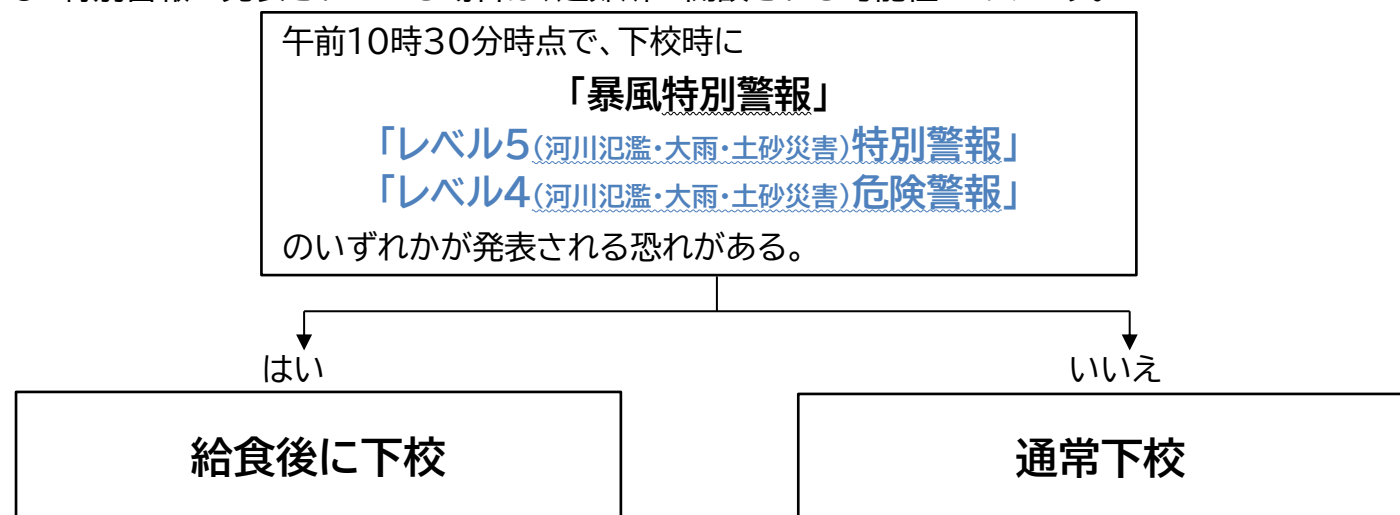 午前10時30分時点で、下校時に
「暴風特別警報」
「レベル5(河川氾濫・大雨・土砂災害)特別警報」
「レベル4(河川氾濫・大雨・土砂災害)危険警報」
のいずれかが発表される恐れがある。
はい
いいえ
給食後に下校
通常下校